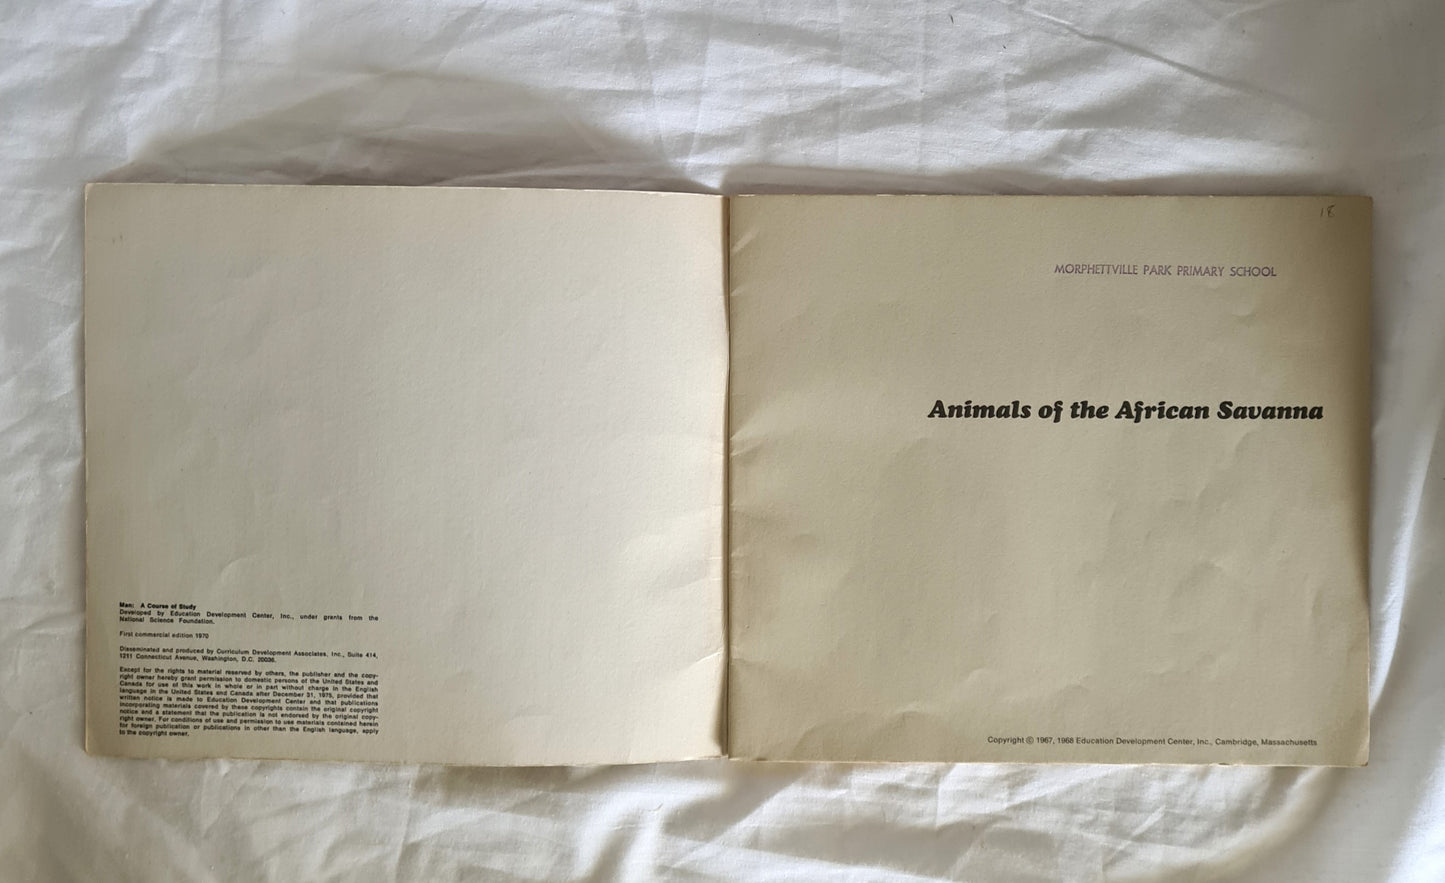 Man: A Course of Study
Developed by Education Development Center, Inc., under grants from the
National Science Foundation.
First commercial edition 1970
Disseminated and produced by Curriculum Development Associates, Inc., Suite 414,
1211 Connecticut Avenue, Washington, D.C. 20036.
Except for the rights to material reserved by others, the publisher and the copy-
right owner hereby grant permission to domestic persons of the United States and
Canada for use of this work in whole or in part without charge in the English
language in the United States and Canada after December 31, 1975, provided that
written notice is made to Education Development Center and that publications
incorporating materials covered by these copyrights contain the original copyright
notice and a statement that the publication is not endorsed by the original copy-
right owner. For conditions of use and permission to use materials contained herein
for foreign publication or publications in other than the English language, apply
to the copyright owner.
18
MORPHETTVILLE PARK PRIMARY SCHOOL
Animals of the African Savanna
Copyright © 1967, 1968 Education Development Center, Inc., Cambridge, Massachusetts